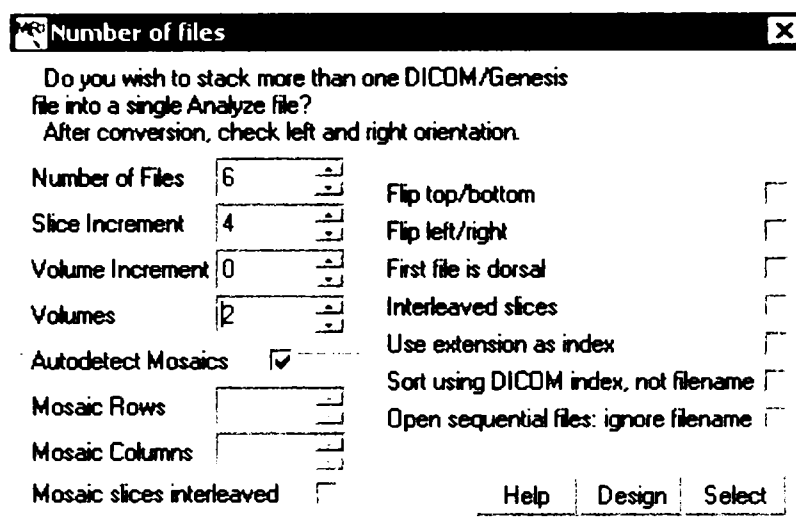 Number of files
Do you wish to stack more than one DICOM/Genesis
file into a single Analyze file?
After conversion, check left and right orientation.
Number of Files 6
Slice Increment 4
Volume Increment 0
Volumes 2
Autodetect Mosaics
Mosaic Rows
Mosaic Columns
Mosaic slices interleaved
Flip top/bottom
Flip left/right
First file is dorsal
Interleaved slices
Use extension as index
Sort using DICOM index, not filename
Open sequential files: ignore filename
Help Design Select